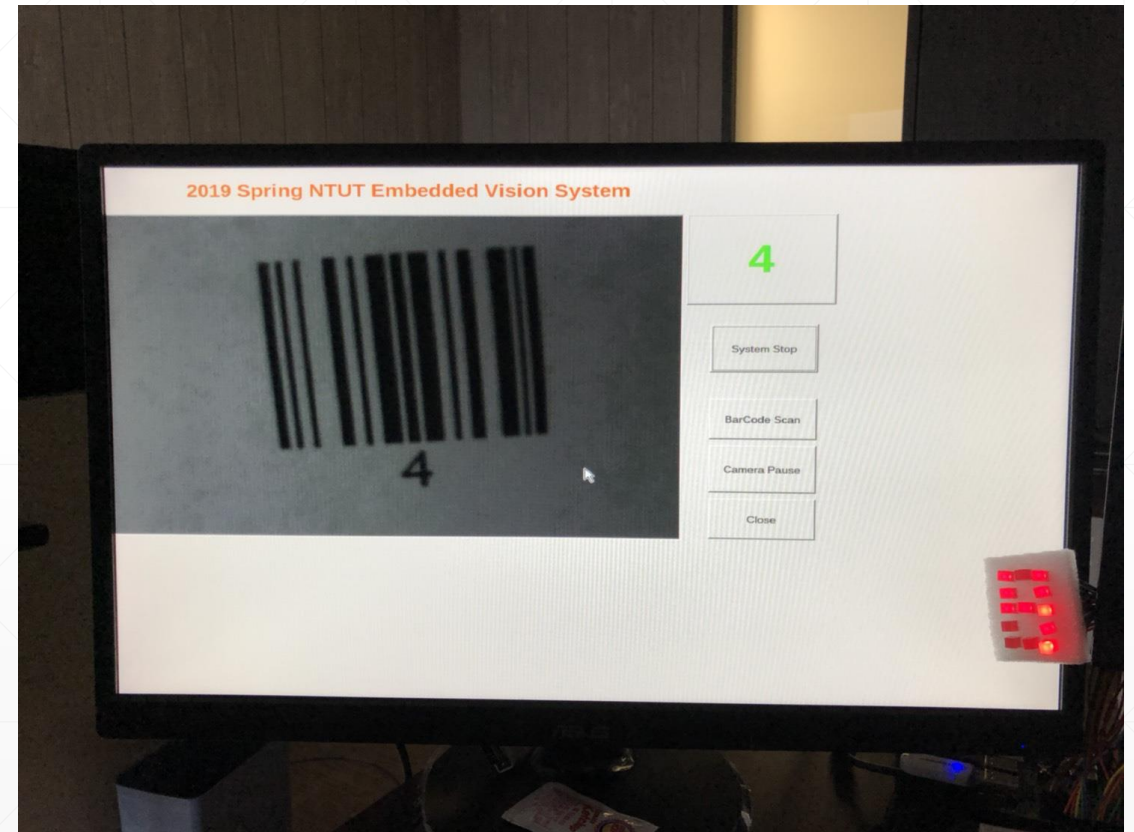 2019 Spring NTUT Embedded Vision System
4
System Stop
BarCode Scan
4
Camera Pause
Close